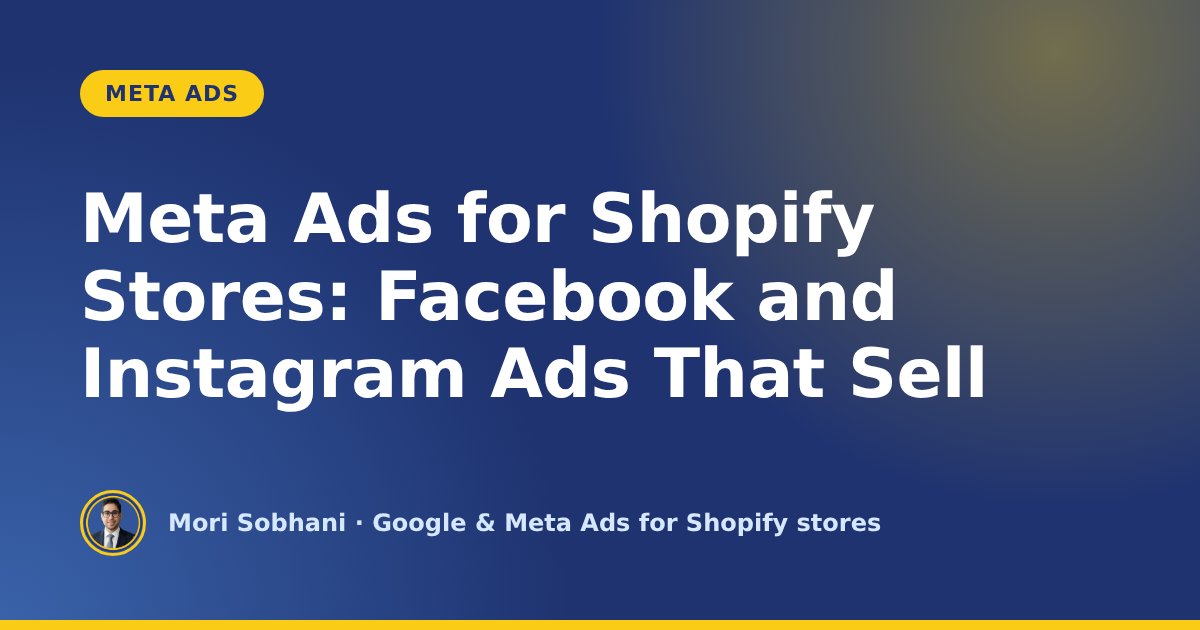 META ADS
Meta Ads for Shopify
Stores: Facebook and
Instagram Ads That Sell
Mori Sobhani · Google & Meta Ads for Shopify stores